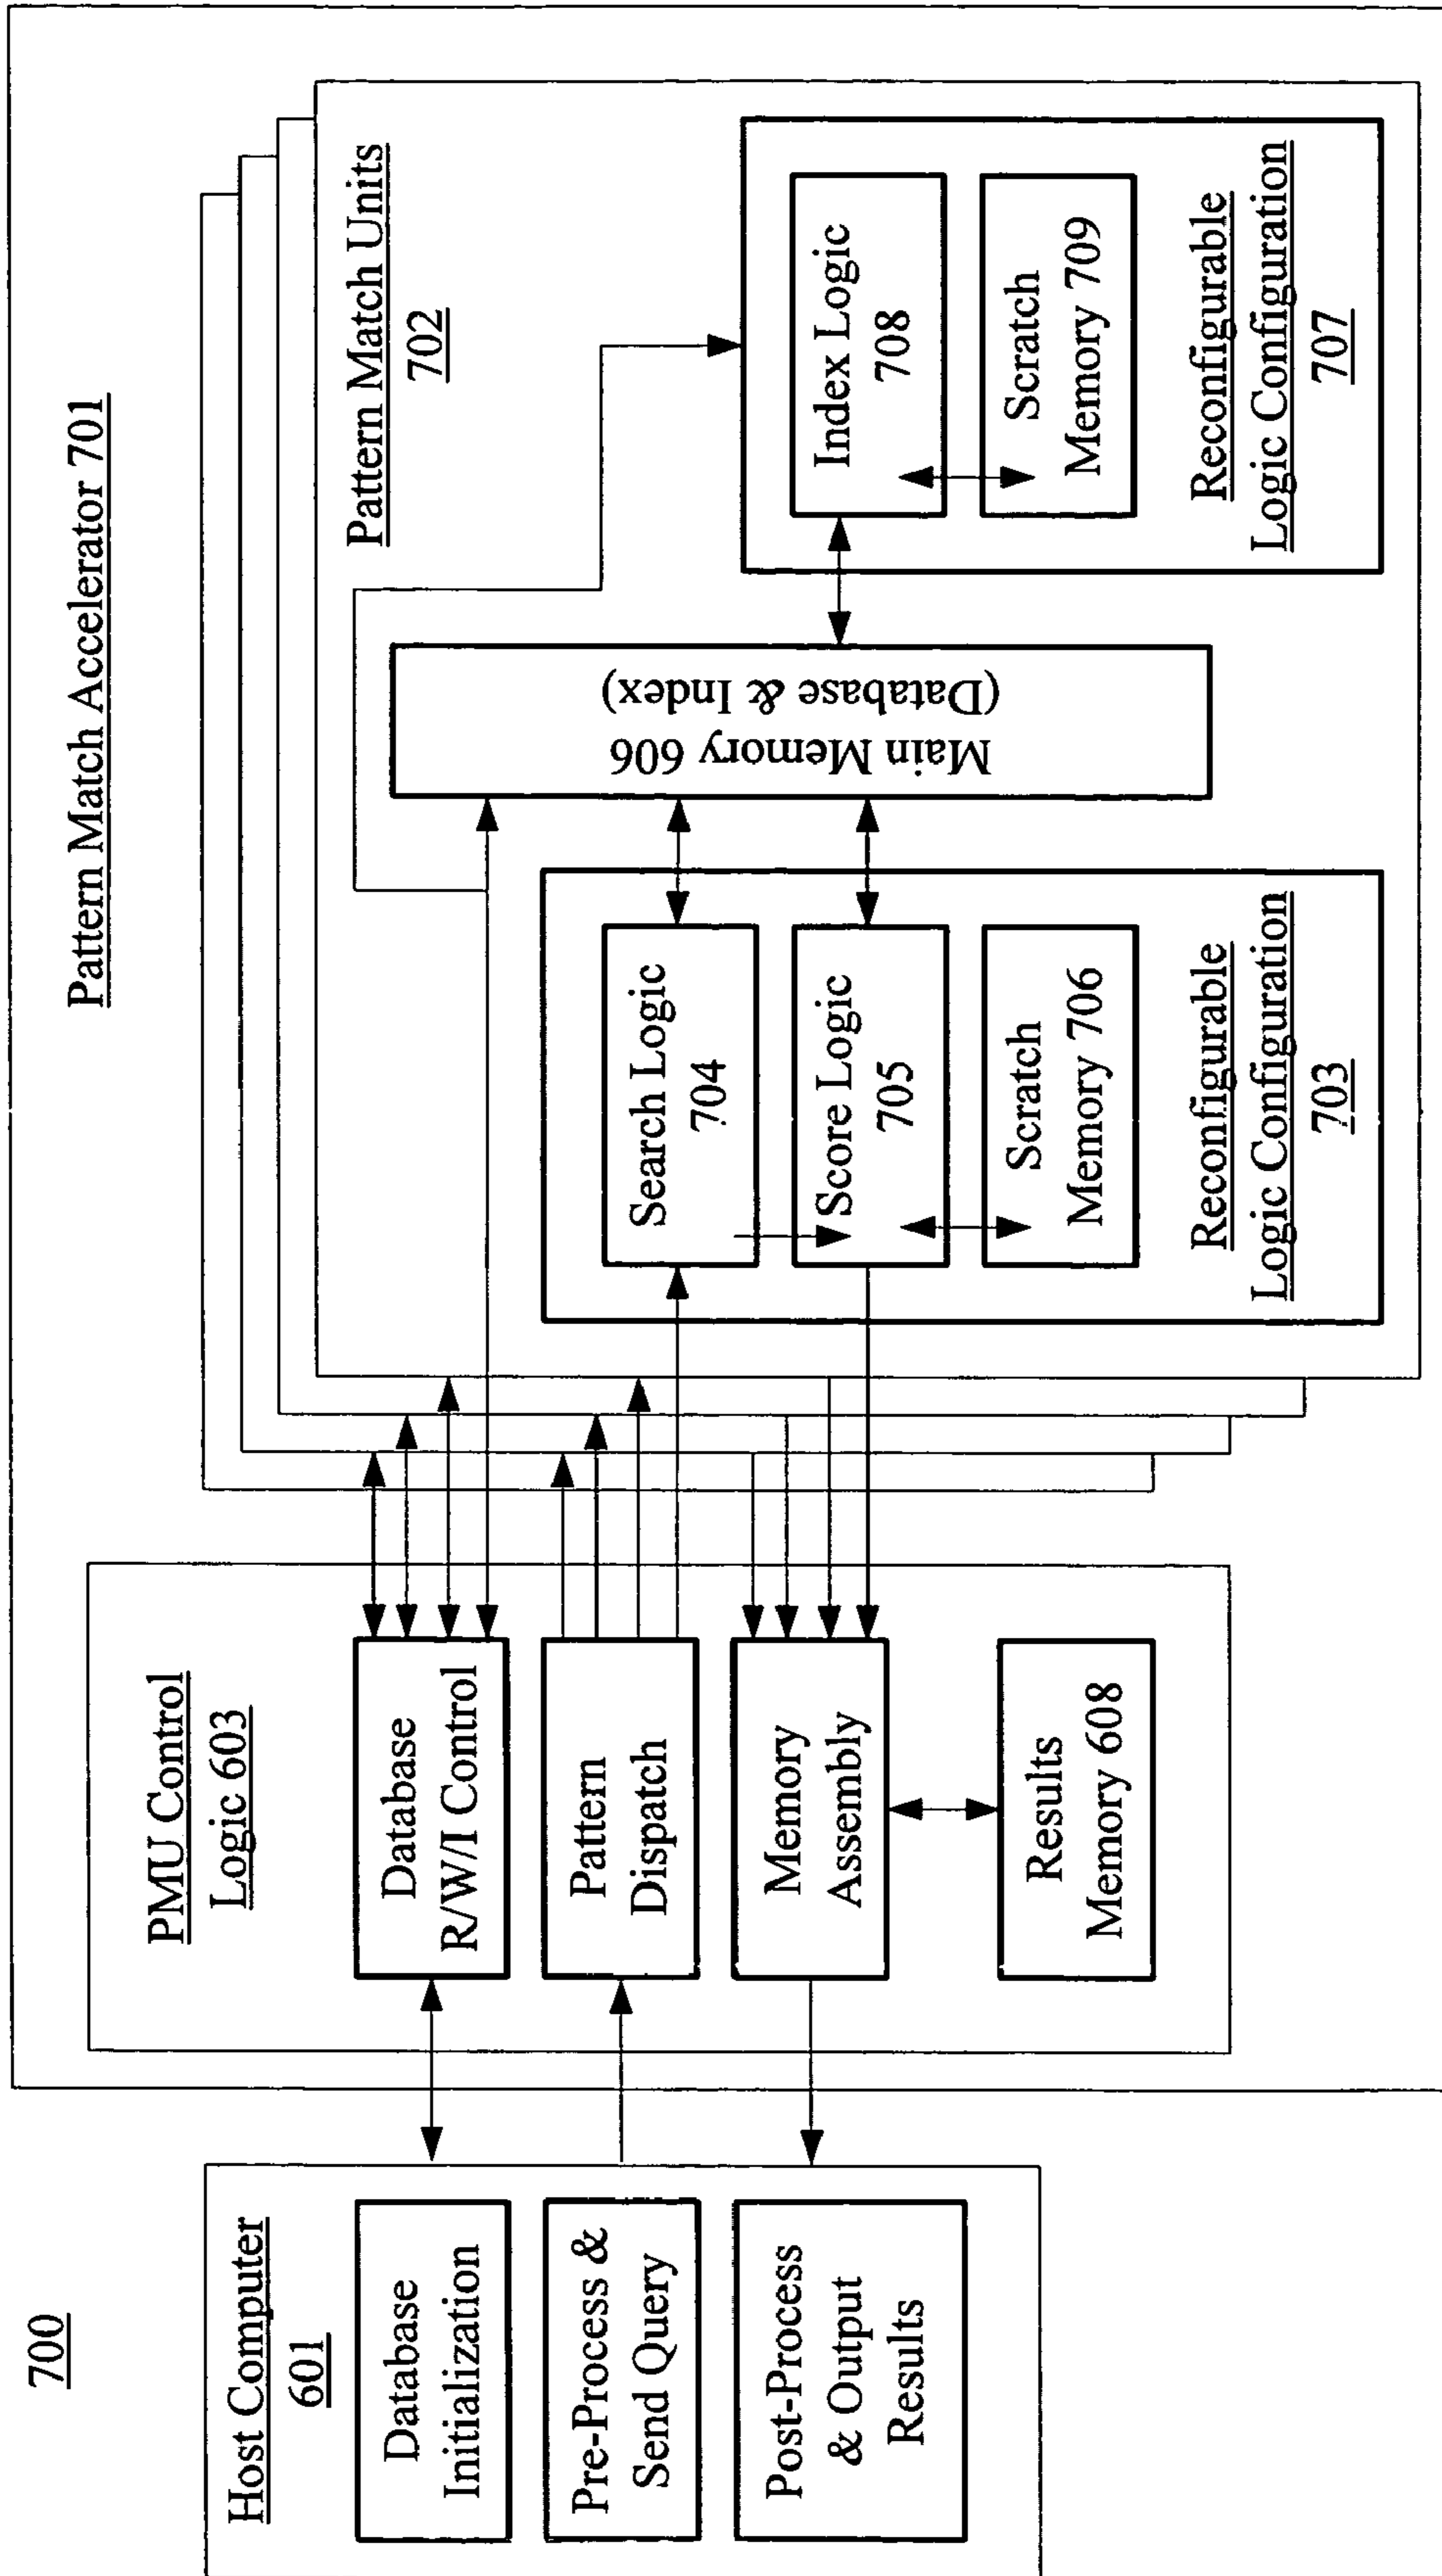 700
Pattern Match Accelerator 701
Host Computer
601
Database
Initialization
Pre-Process &
Send Query
Post-Process
& Output
Results
PMU Control
Logic 603
Database
R/W/I Control
Pattern
Dispatch
Memory
Assembly
Results
Memory 608
Pattern Match Units
702
Search Logic
704
Score Logic
705
Scratch
Memory 706
Reconfigurable
Logic Configuration
703
Main Memory 606
(Database & Index)
Index Logic
708
Scratch
Memory 709
Reconfigurable
Logic Configuration
707